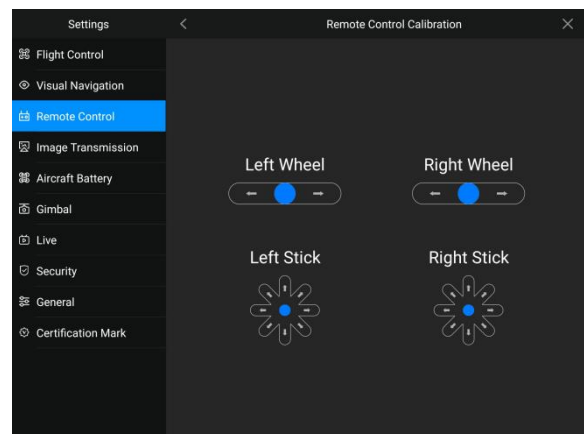 Settings
Remote Control Calibration
Flight Control
Visual Navigation
Remote Control
Image Transmission
Aircraft Battery
Gimbal
Live
Security
General
Certification Mark
Left Wheel
Right Wheel
Left Stick
Right Stick